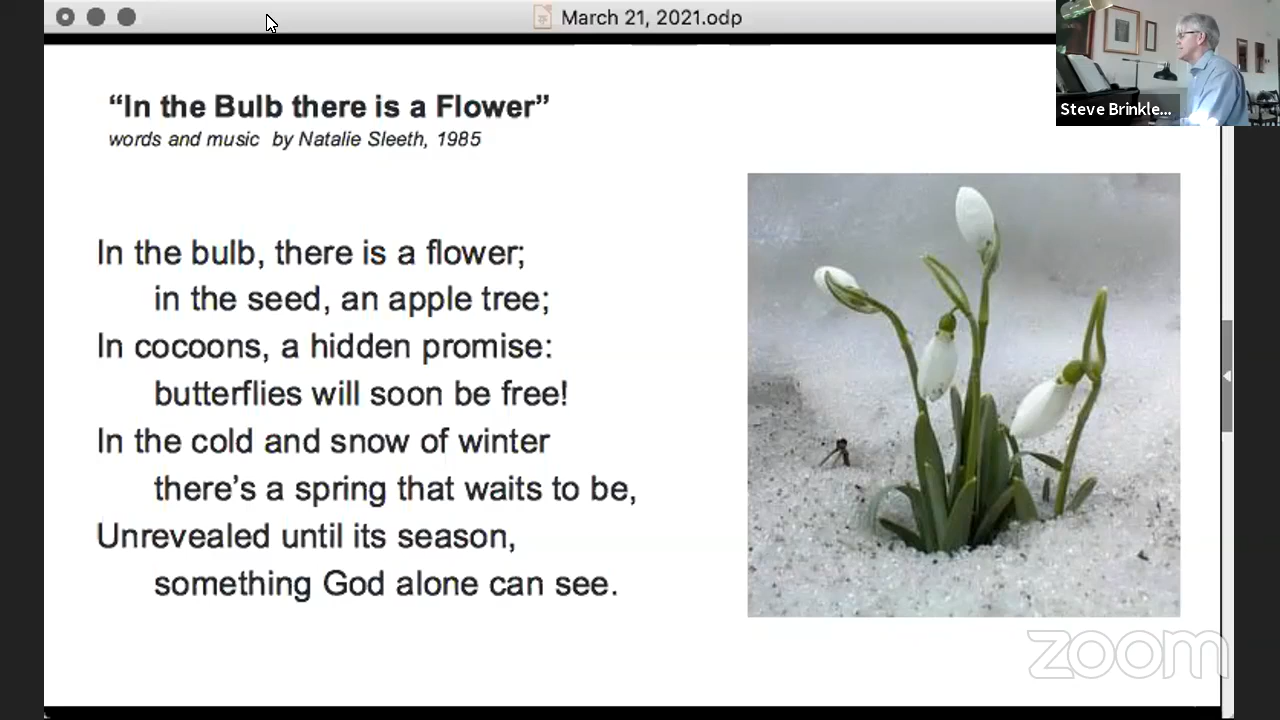 March 21, 2021.odp
Steve Brinkle...
“In the Bulb there is a Flower”
words and music by Natalie Sleeth, 1985
In the bulb, there is a flower;
in the seed, an apple tree;
In cocoons, a hidden promise:
butterflies will soon be free!
In the cold and snow of winter
there’s a spring that waits to be,
Unrevealed until its season,
something God alone can see.
zoom